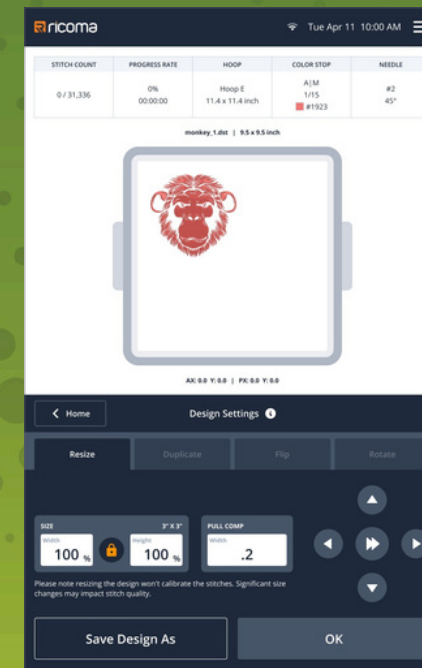 ricoma
Tue Apr 11 10:00 AM
STITCH COUNT PROGRESS RATE HOOP COLOR STOP NEEDLE
0 / 31,336 0% 00:00:00 Hoop E 11.4 x 11.4 inch A|M 1/15 #1923 #2 45°
monkey_1.dst | 9.5 x 9.5 inch
AX: 0.0 Y: 0.0 | PX: 0.0 Y: 0.0
Home Design Settings
Resize Duplicate Flip Rotate
SIZE 3" X 3" PULL COMP
Width Height Width
100 % 100 % .2
Please note resizing the design won't calibrate the stitches. Significant size
changes may impact stitch quality.
Save Design As OK